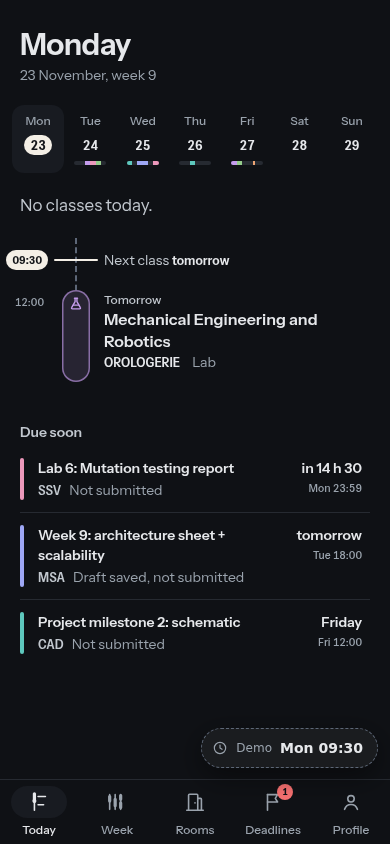 Monday
23 November, week 9
Mon Tue Wed Thu Fri Sat Sun
23 24 25 26 27 28 29
No classes today.
09:30 Next class tomorrow
12:00 Tomorrow
Mechanical Engineering and
Robotics
OROLOGERIE Lab
Due soon
Lab 6: Mutation testing report in 14 h 30
SSV Not submitted Mon 23:59
Week 9: architecture sheet + tomorrow
scalability Tue 18:00
MSA Draft saved, not submitted
Project milestone 2: schematic Friday
CAD Not submitted Fri 12:00
Demo Mon 09:30
1
Today Week Rooms Deadlines Profile